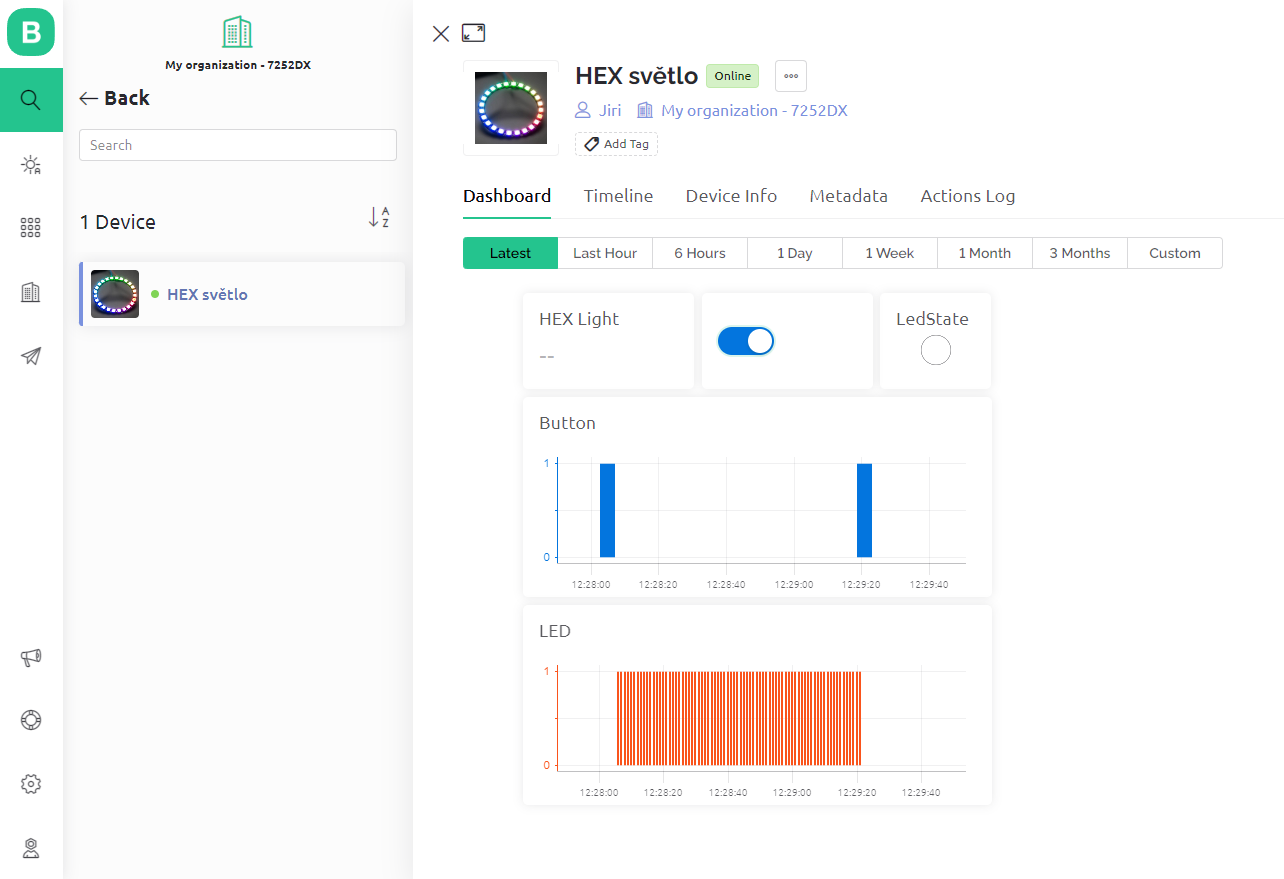 B
My organization - 7252DX
Back
Search
1 Device
A
Z
HEX světlo
HEX světlo Online
Jiri My organization - 7252DX
Add Tag
Dashboard Timeline Device Info Metadata Actions Log
Latest Last Hour 6 Hours 1 Day 1 Week 1 Month 3 Months Custom
HEX Light
--
LedState
Button
1
0
12:28:00 12:28:20 12:28:40 12:29:00 12:29:20 12:29:40
LED
1
0
12:28:00 12:28:20 12:28:40 12:29:00 12:29:20 12:29:40